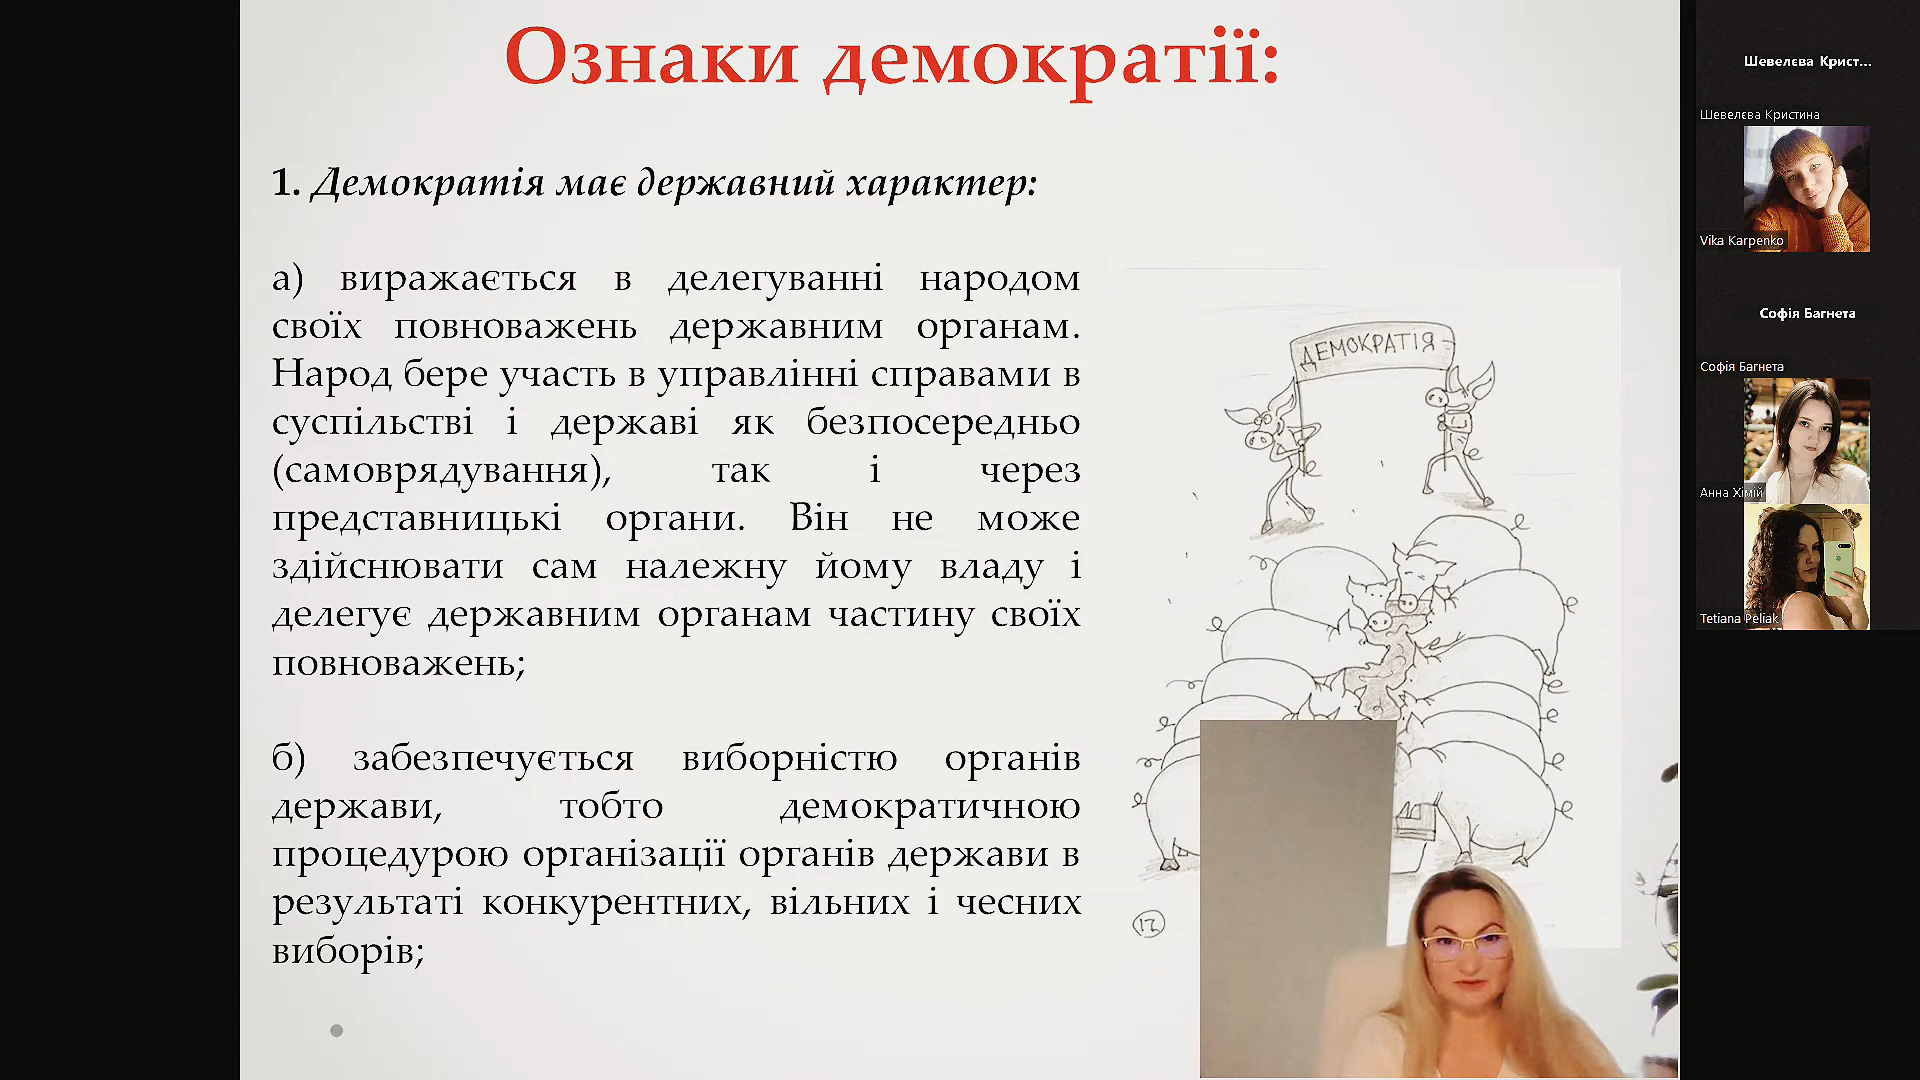 Ознаки демократії:
1. Демократія має державний характер:
а) виражається в делегуванні народом
своїх повноважень державним органам.
Народ бере участь в управлінні справами в
суспільстві і державі як безпосередньо
(самоврядування), так і через
представницькі органи. Він не може
здійснювати сам належну йому владу і
делегує державним органам частину своїх
повноважень;
б) забезпечується виборністю органів
держави, тобто демократичною
процедурою організації органів держави в
результаті конкурентних, вільних і чесних
виборів;
ДЕМОКРАТІЯ
12
Шевелєва Крист...
Шевелєва Кристина
Vika Karpenko
Софія Багнета
Софія Багнета
Анна Хімій
Tetiana Peliak